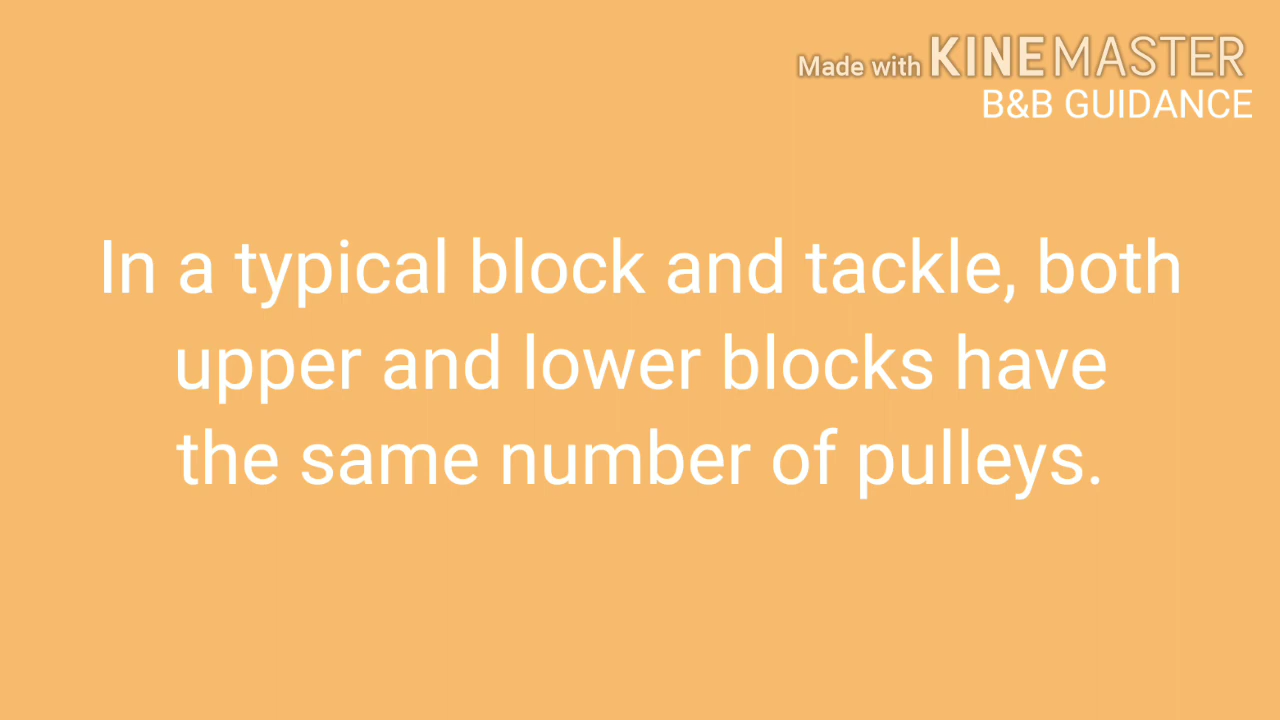 Made with KINEMASTER
B&B GUIDANCE
In a typical block and tackle, both
upper and lower blocks have
the same number of pulleys.